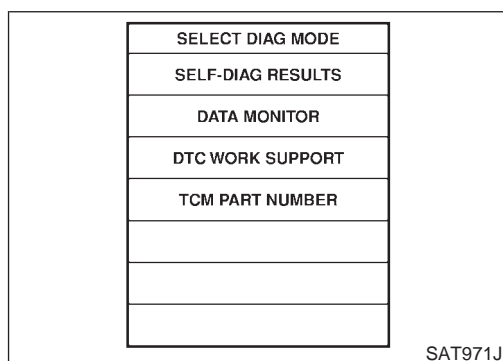 SELECT DIAG MODE
SELF-DIAG RESULTS
DATA MONITOR
DTC WORK SUPPORT
TCM PART NUMBER
SAT971J